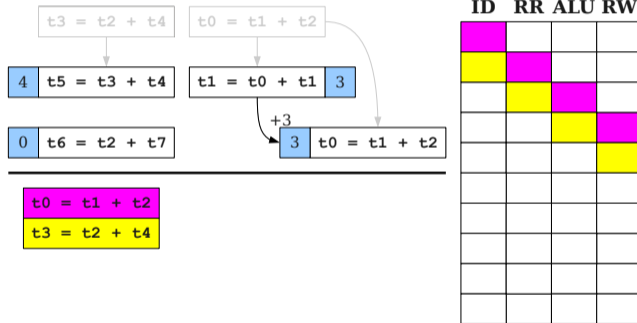 ID RR ALU RW
t3 = t2 + t4 t0 = t1 + t2
4 t5 = t3 + t4 t1 = t0 + t1 3
+3
0 t6 = t2 + t7 3 t0 = t1 + t2
t0 = t1 + t2
t3 = t2 + t4